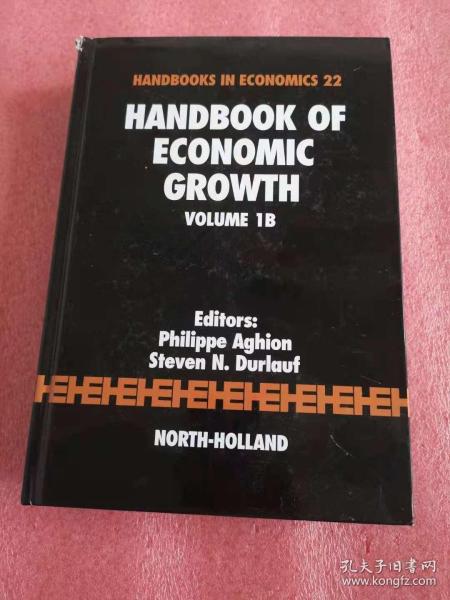 HANDBOOKS IN ECONOMICS 22
HANDBOOK OF
ECONOMIC
GROWTH
VOLUME 1B
Editors:
Philippe Aghion
Steven N. Durlauf
NORTH-HOLLAND
孔夫子旧书网
www.kongfz.com